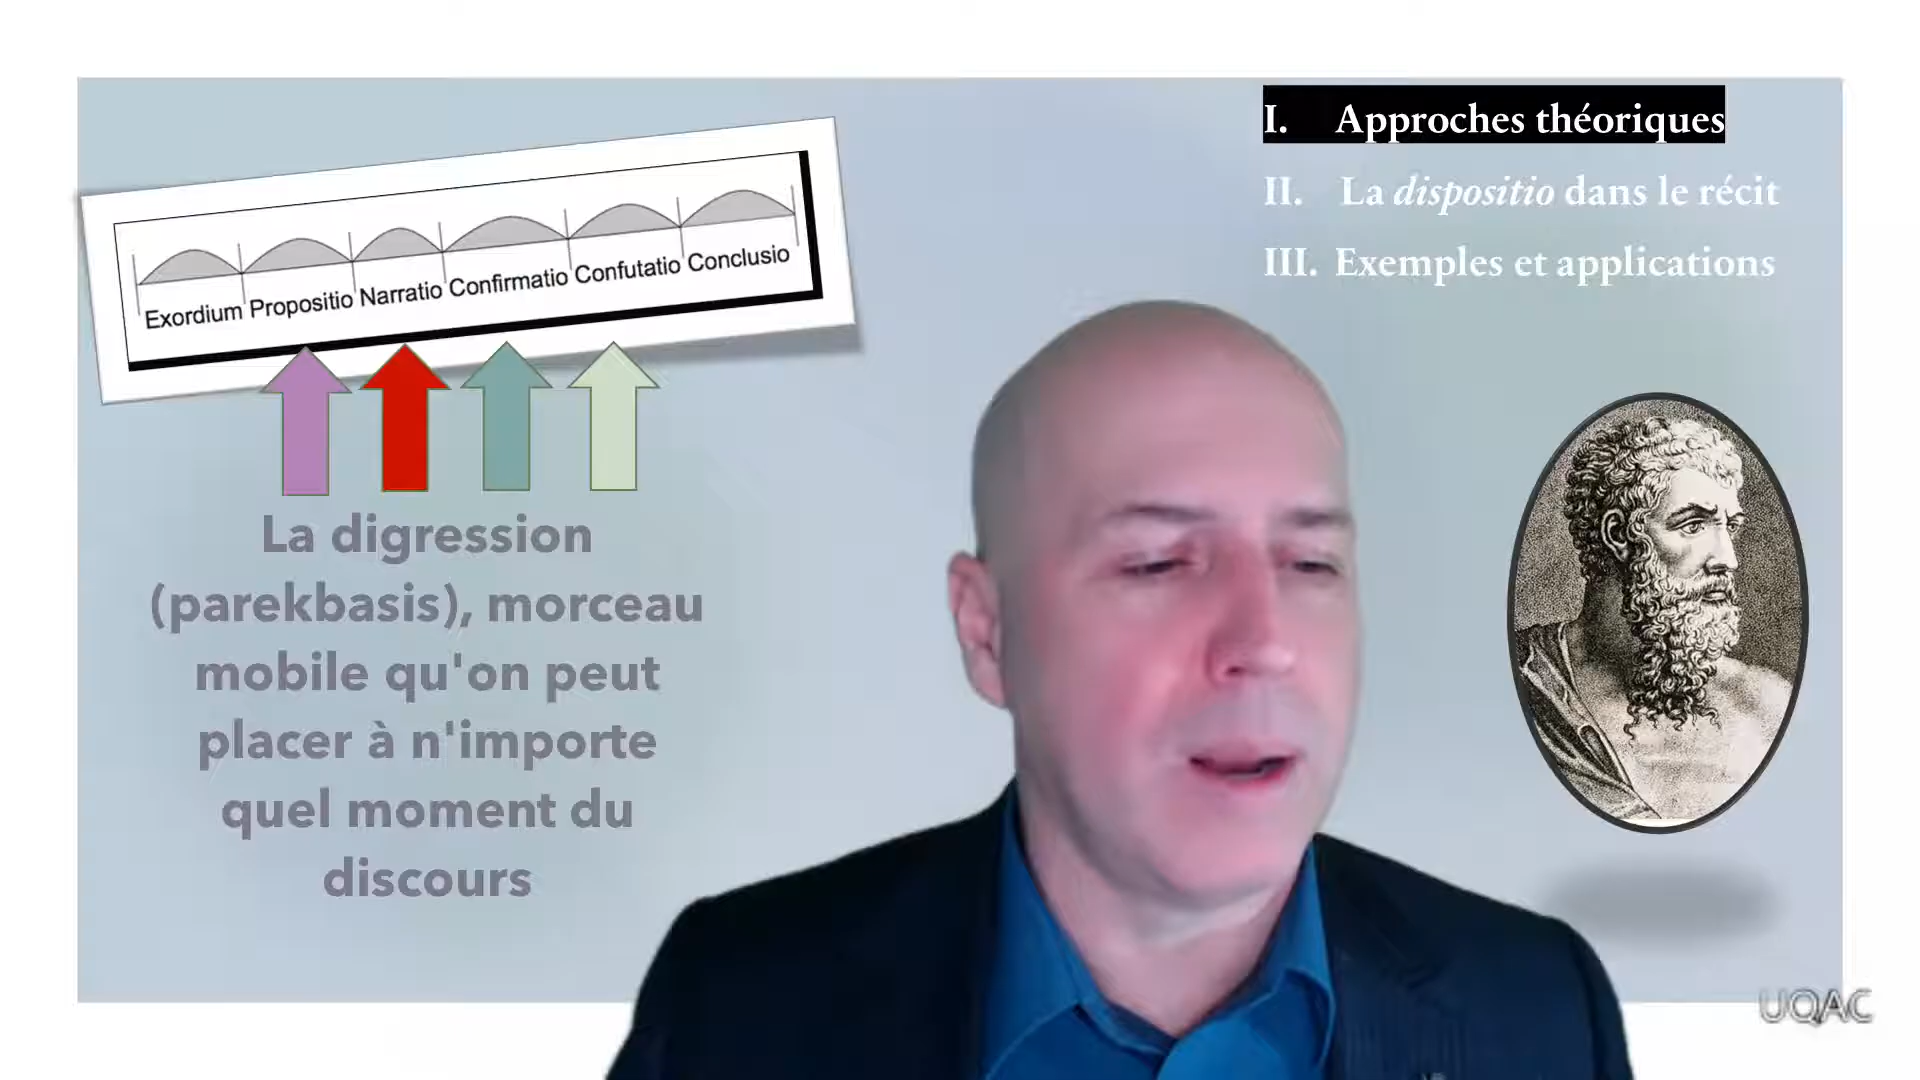 Exordium Propositio Narratio Confirmatio Confutatio Conclusio
La digression
(parekbasis), morceau
mobile qu'on peut
placer à n'importe
quel moment du
discours
I. Approches théoriques
II. La dispositio dans le récit
III. Exemples et applications
UQAC